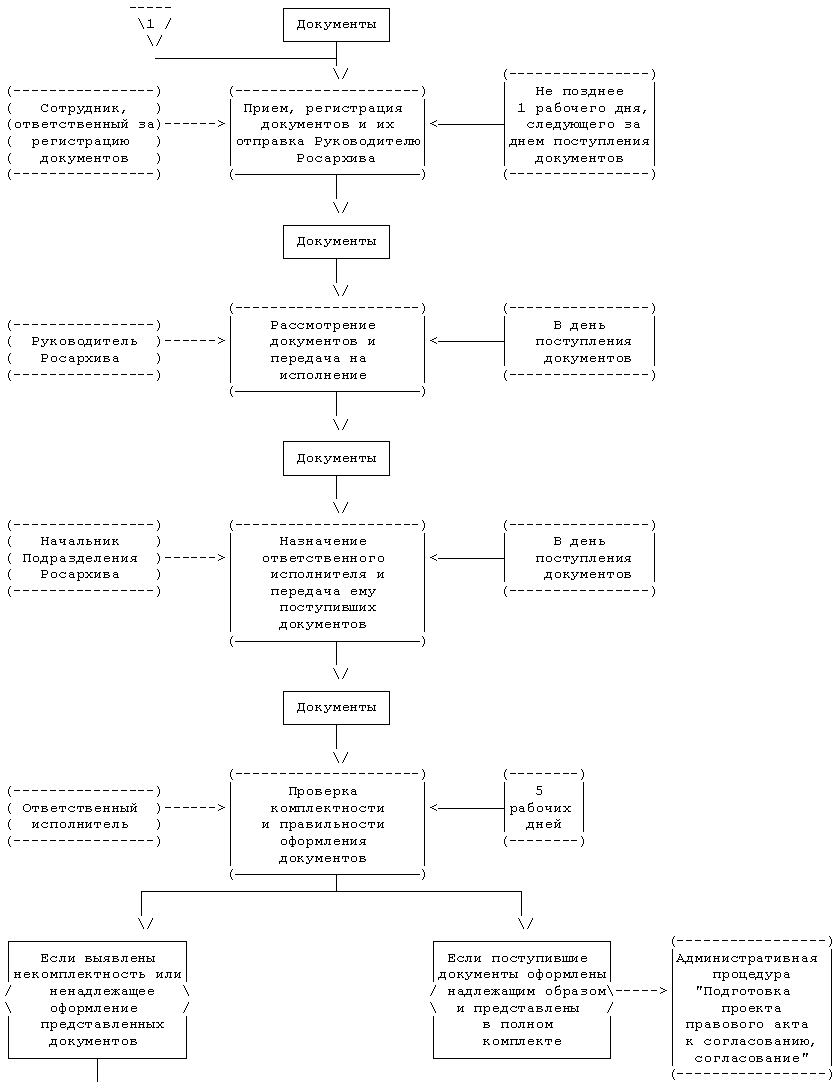 1
Документы
Сотрудник,
ответственный за
регистрацию
документов
Прием, регистрация
документов и их
отправка Руководителю
Росархива
Не позднее
1 рабочего дня,
следующего за
днем поступления
документов
Документы
Руководитель
Росархива
Рассмотрение
документов и
передача на
исполнение
В день
поступления
документов
Документы
Начальник
Подразделения
Росархива
Назначение
ответственного
исполнителя и
передача ему
поступивших
документов
В день
поступления
документов
Документы
Ответственный
исполнитель
Проверка
комплектности
и правильности
оформления
документов
5
рабочих
дней
Если выявлены
некомплектность или
ненадлежащее
оформление
представленных
документов
Если поступившие
документы оформлены
надлежащим образом
и представлены
в полном
комплекте
Административная
процедура
"Подготовка
проекта
правового акта
к согласованию,
согласование"